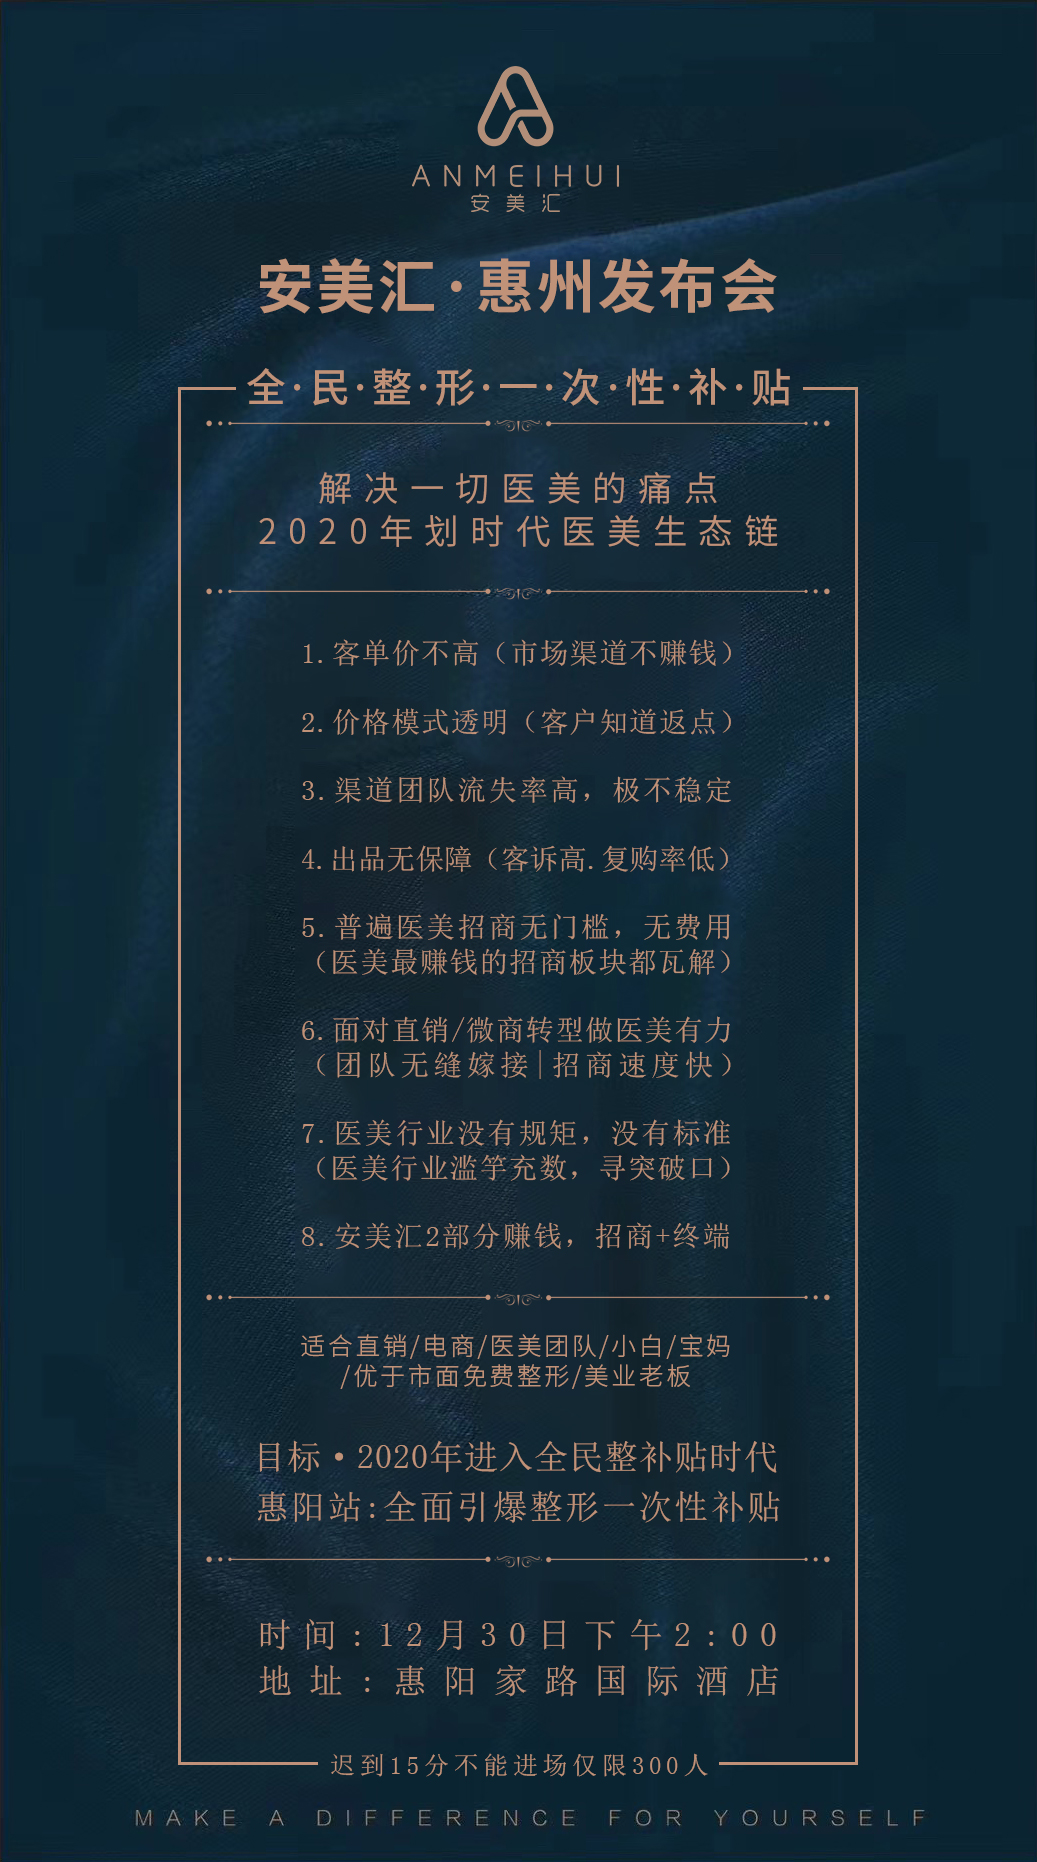 ANMEIHUI
安美汇
安美汇·惠州发布会
全·民·整·形·一·次·性·补·贴
解决一切医美的痛点
2020年划时代医美生态链
1.客单价不高（市场渠道不赚钱）
2.价格模式透明（客户知道返点）
3.渠道团队流失率高，极不稳定
4.出品无保障（客诉高.复购率低）
5.普遍医美招商无门槛，无费用
（医美最赚钱的招商板块都瓦解）
6.面对直销/微商转型做医美有力
（团队无缝嫁接|招商速度快）
7.医美行业没有规矩，没有标准
（医美行业滥竽充数，寻突破口）
8.安美汇2部分赚钱，招商+终端
适合直销/电商/医美团队/小白/宝妈
/优于市面免费整形/美业老板
目标·2020年进入全民整补贴时代
惠阳站:全面引爆整形一次性补贴
时间:12月30日下午2:00
地址:惠阳家路国际酒店
迟到15分不能进场仅限300人
MAKE A DIFFERENCE FOR YOURSELF